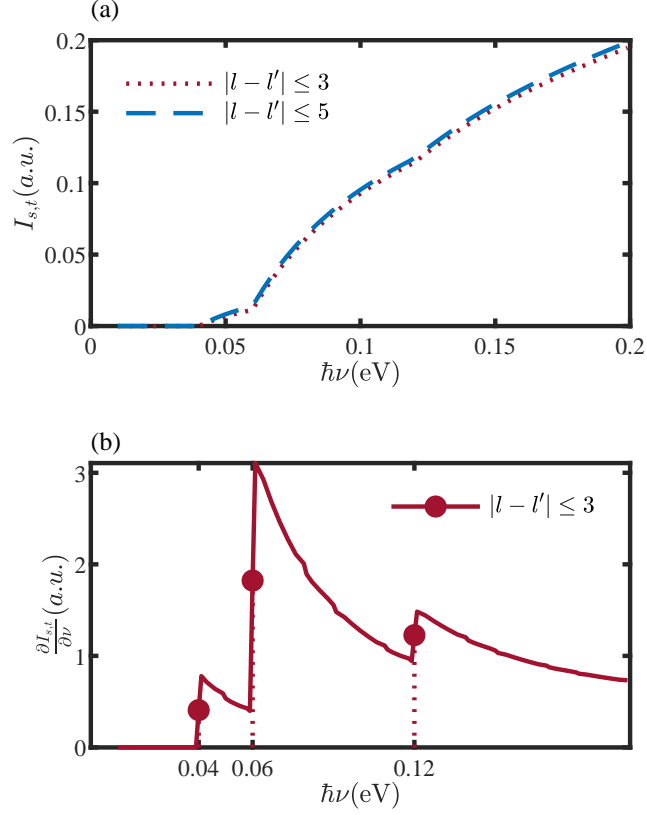 (a)
0.2
0.15
0.1
0.05
0
I_{s,t}(a.u.)
|l − l′| ≤ 3
|l − l′| ≤ 5
0 0.05 0.1 0.15 0.2
ħν(eV)
(b)
3
2
1
0
∂I_{s,t}/∂ν (a.u.)
|l − l′| ≤ 3
0.04 0.06 0.12
ħν(eV)